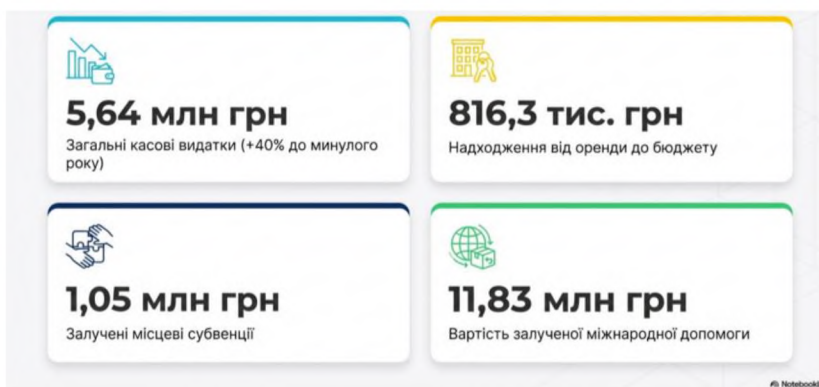 5,64 млн грн
Загальні касові видатки (+40% до минулого
року)
816,3 тис. грн
Надходження від оренди до бюджету
1,05 млн грн
Залучені місцеві субвенції
11,83 млн грн
Вартість залученої міжнародної допомоги